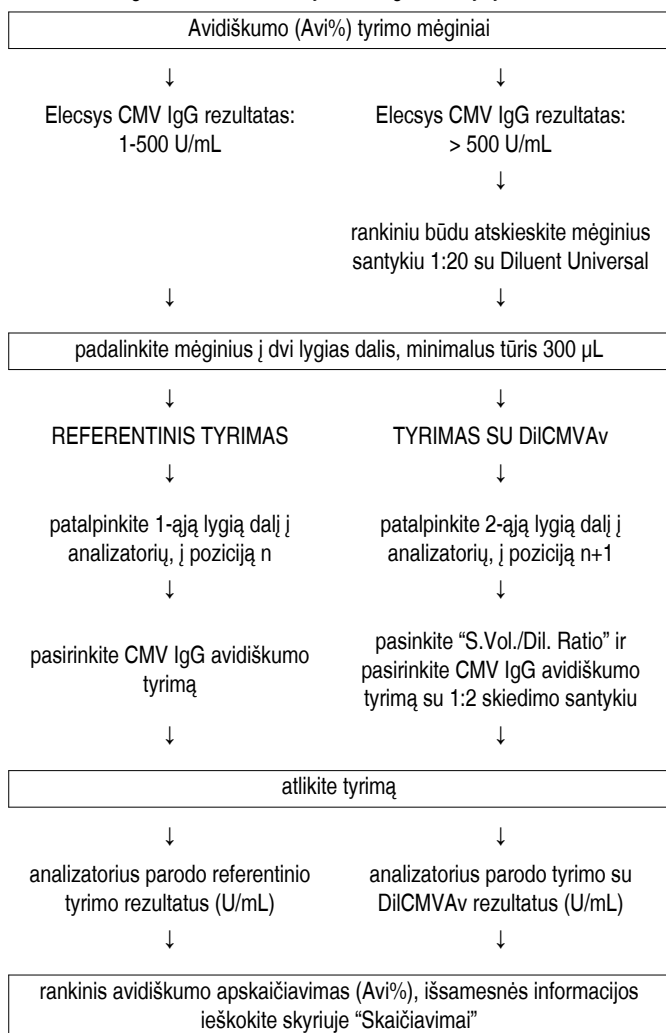 Avidiškumo (Avi%) tyrimo mėginiai
↓ ↓
Elecsys CMV IgG rezultatas: Elecsys CMV IgG rezultatas:
1-500 U/mL > 500 U/mL
↓
rankiniu būdu atskieskite mėginius
santykiu 1:20 su Diluent Universal
↓ ↓
padalinkite mėginius į dvi lygias dalis, minimalus tūris 300 µL
↓ ↓
REFERENTINIS TYRIMAS TYRIMAS SU DilCMVAv
↓ ↓
patalpinkite 1-ąją lygią dalį į patalpinkite 2-ąją lygią dalį į
analizatorių, į poziciją n analizatorių, į poziciją n+1
↓ ↓
pasirinkite CMV IgG avidiškumo
tyrimą
pasinkite “S.Vol./Dil. Ratio” ir
pasirinkite CMV IgG avidiškumo
tyrimą su 1:2 skiedimo santykiu
↓ ↓
atlikite tyrimą
↓ ↓
analizatorius parodo referentinio analizatorius parodo tyrimo su
tyrimo rezultatus (U/mL) DilCMVAv rezultatus (U/mL)
↓ ↓
rankinis avidiškumo apskaičiavimas (Avi%), išsamesnės informacijos
ieškokite skyriuje “Skaičiavimai”